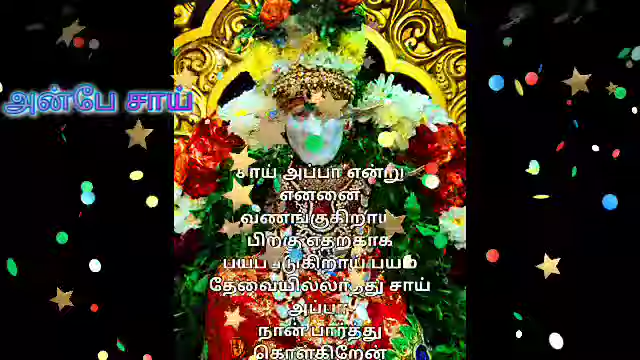 அன்பே சாய்
சாய் அப்பா என்று
என்னை
வணங்குகிறாய்
பிறகு எதற்காக
பயப்படுகிறாய் பயம்
தேவையில்லாதது சாய்
அப்பா
நான் பார்த்து
கொள்கிறேன்